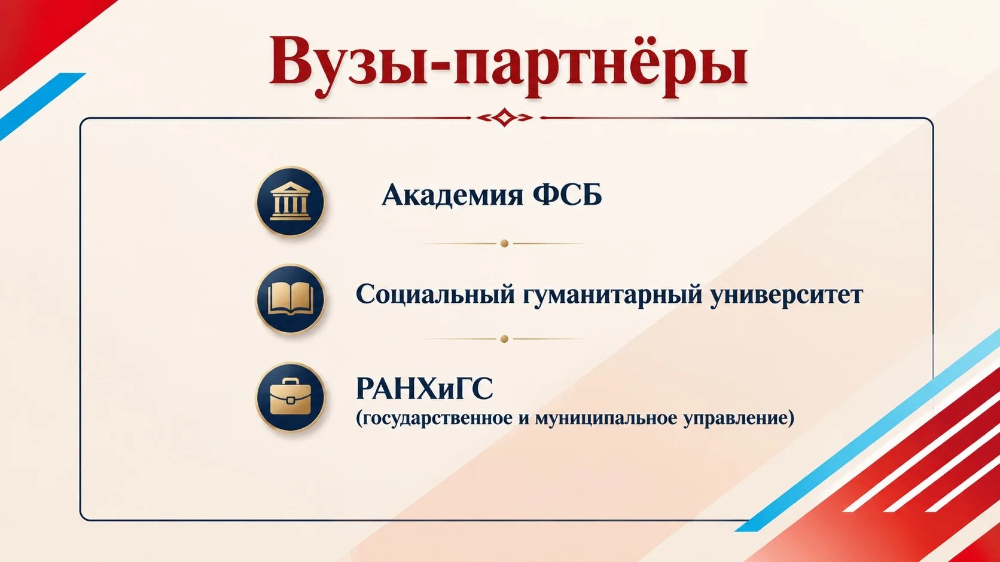 Вузы-партнёры
Академия ФСБ
Социальный гуманитарный университет
РАНХиГС
(государственное и муниципальное управление)